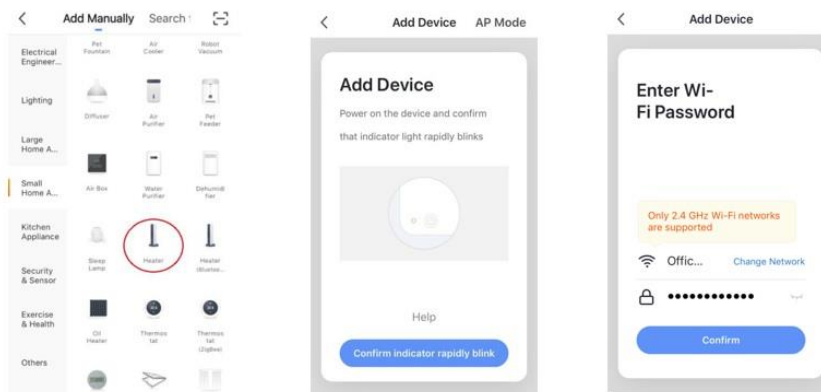 Add Manually Search
Electrical
Engineer...
Lighting
Large
Home A...
Small
Home A...
Kitchen
Appliance
Security
& Sensor
Exercise
& Health
Others
Pet
Fountain
Air
Cooler
Robot
Vacuum
Diffuser
Air
Purifier
Pet
Feeder
Air Box
Water
Purifier
Dehumidi
fier
Sleep
Lamp
Heater
Heater
(Bluetoo...
Oil
Heater
Thermos
tat
Thermos
tat
(ZigBee)
Add Device AP Mode
Add Device
Power on the device and confirm
that indicator light rapidly blinks
Help
Confirm indicator rapidly blink
Add Device
Enter Wi-
Fi Password
Only 2.4 GHz Wi-Fi networks
are supported
Offic... Change Network
••••••••••••
Confirm